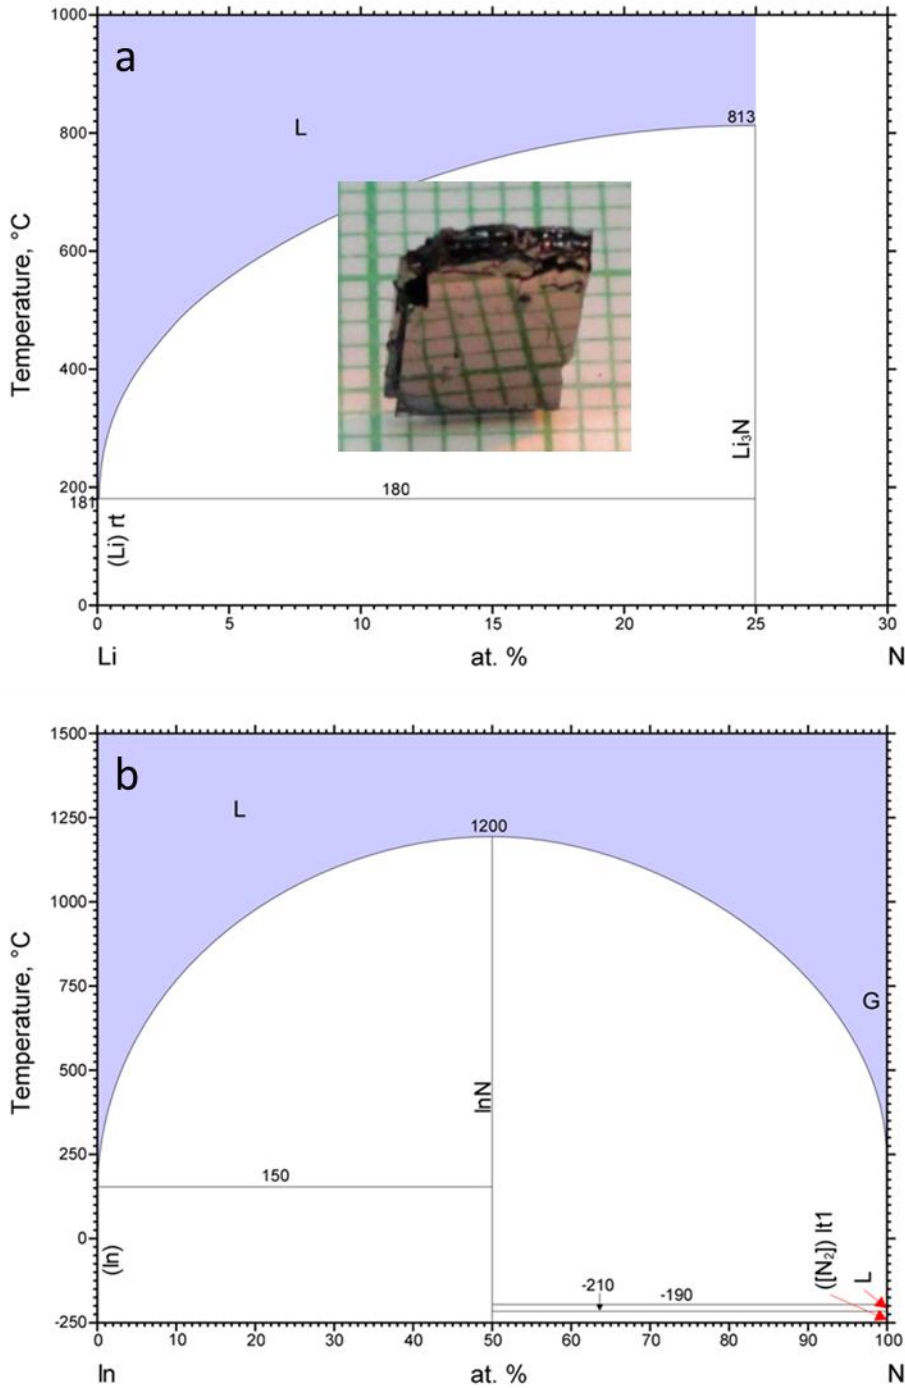 a
1000
800
600
400
200
181
0
Temperature, °C
L
813
Li₃N
180
(Li) rt
0 5 10 15 20 25 30
Li at. % N
b
1500
1250
1000
750
500
250
0
-250
Temperature, °C
L
1200
G
InN
150
(In)
([N₂]) lt1
L
-210
-190
0 10 20 30 40 50 60 70 80 90 100
In at. % N